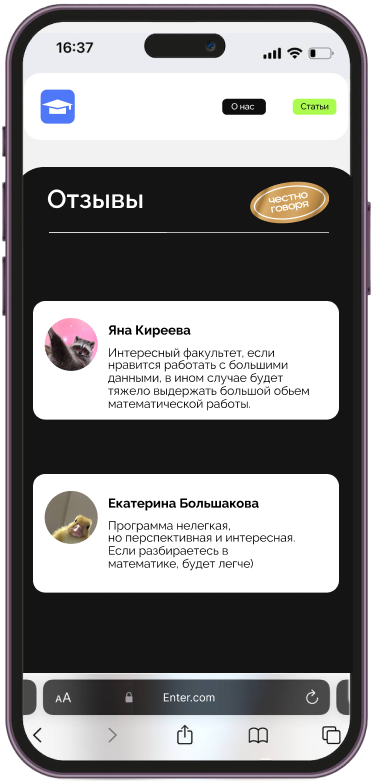 16:37
О нас
Статьи
Отзывы
честно
говоря
Яна Киреева
Интересный факультет, если
нравится работать с большими
данными, в ином случае будет
тяжело выдержать большой обьем
математической работы.
Екатерина Большакова
Программа нелегкая,
но перспективная и интересная.
Если разбираетесь в
математике, будет легче)
AA
Enter.com